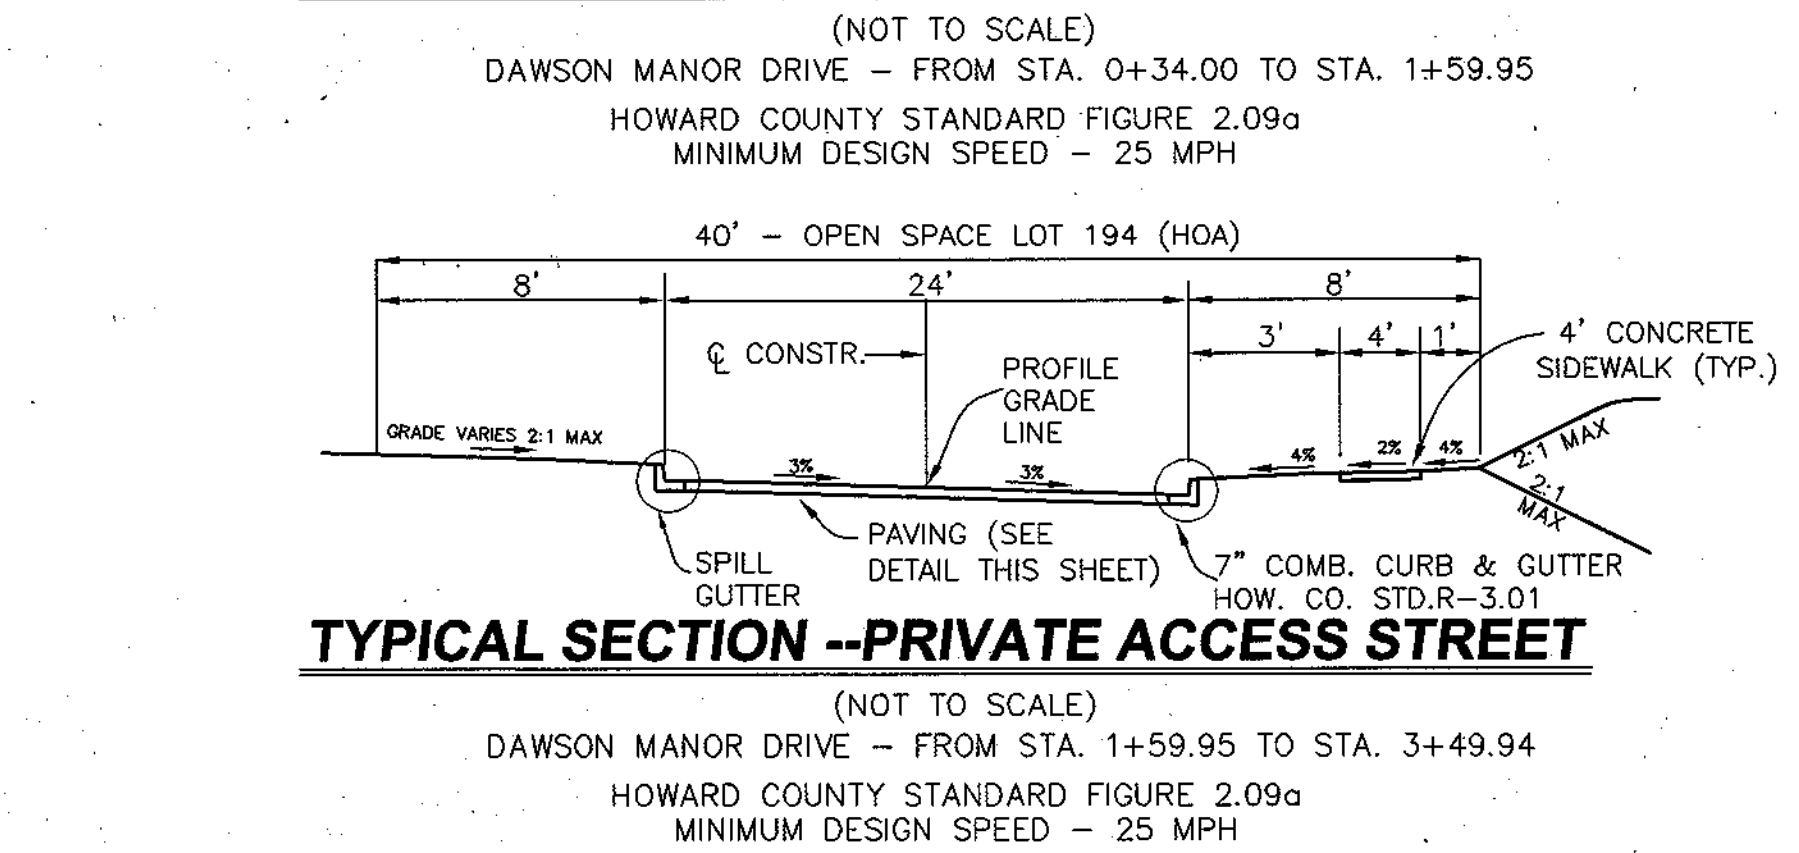 (NOT TO SCALE)
DAWSON MANOR DRIVE – FROM STA. 0+34.00 TO STA. 1+59.95
HOWARD COUNTY STANDARD FIGURE 2.09a
MINIMUM DESIGN SPEED – 25 MPH
40' – OPEN SPACE LOT 194 (HOA)
8'
24'
8'
3'
4'
1'
4' CONCRETE
SIDEWALK (TYP.)
℄ CONSTR.
PROFILE
GRADE
LINE
GRADE VARIES 2:1 MAX
3%
3%
4%
2%
4%
2:1 MAX
2:1
MAX
PAVING (SEE
DETAIL THIS SHEET)
SPILL
GUTTER
7" COMB. CURB & GUTTER
HOW. CO. STD.R–3.01
TYPICAL SECTION --PRIVATE ACCESS STREET
(NOT TO SCALE)
DAWSON MANOR DRIVE – FROM STA. 1+59.95 TO STA. 3+49.94
HOWARD COUNTY STANDARD FIGURE 2.09a
MINIMUM DESIGN SPEED – 25 MPH